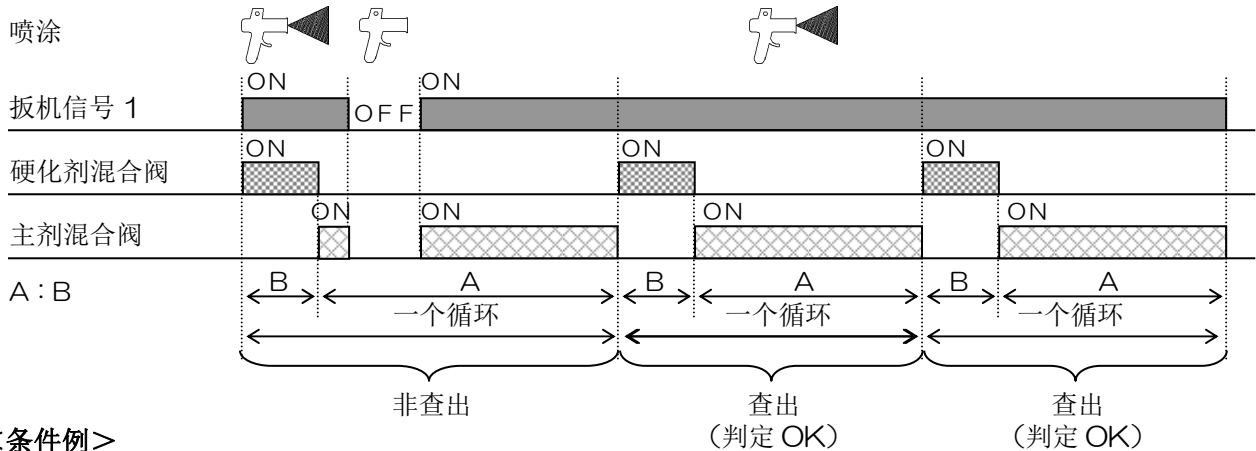 喷涂
ON ON
扳机信号 1 OFF
ON ON ON
硬化剂混合阀
ON ON ON ON
主剂混合阀
A:B B A B A B A
一个循环 一个循环 一个循环
非查出 查出 查出
(判定 OK) (判定 OK)
条件例>